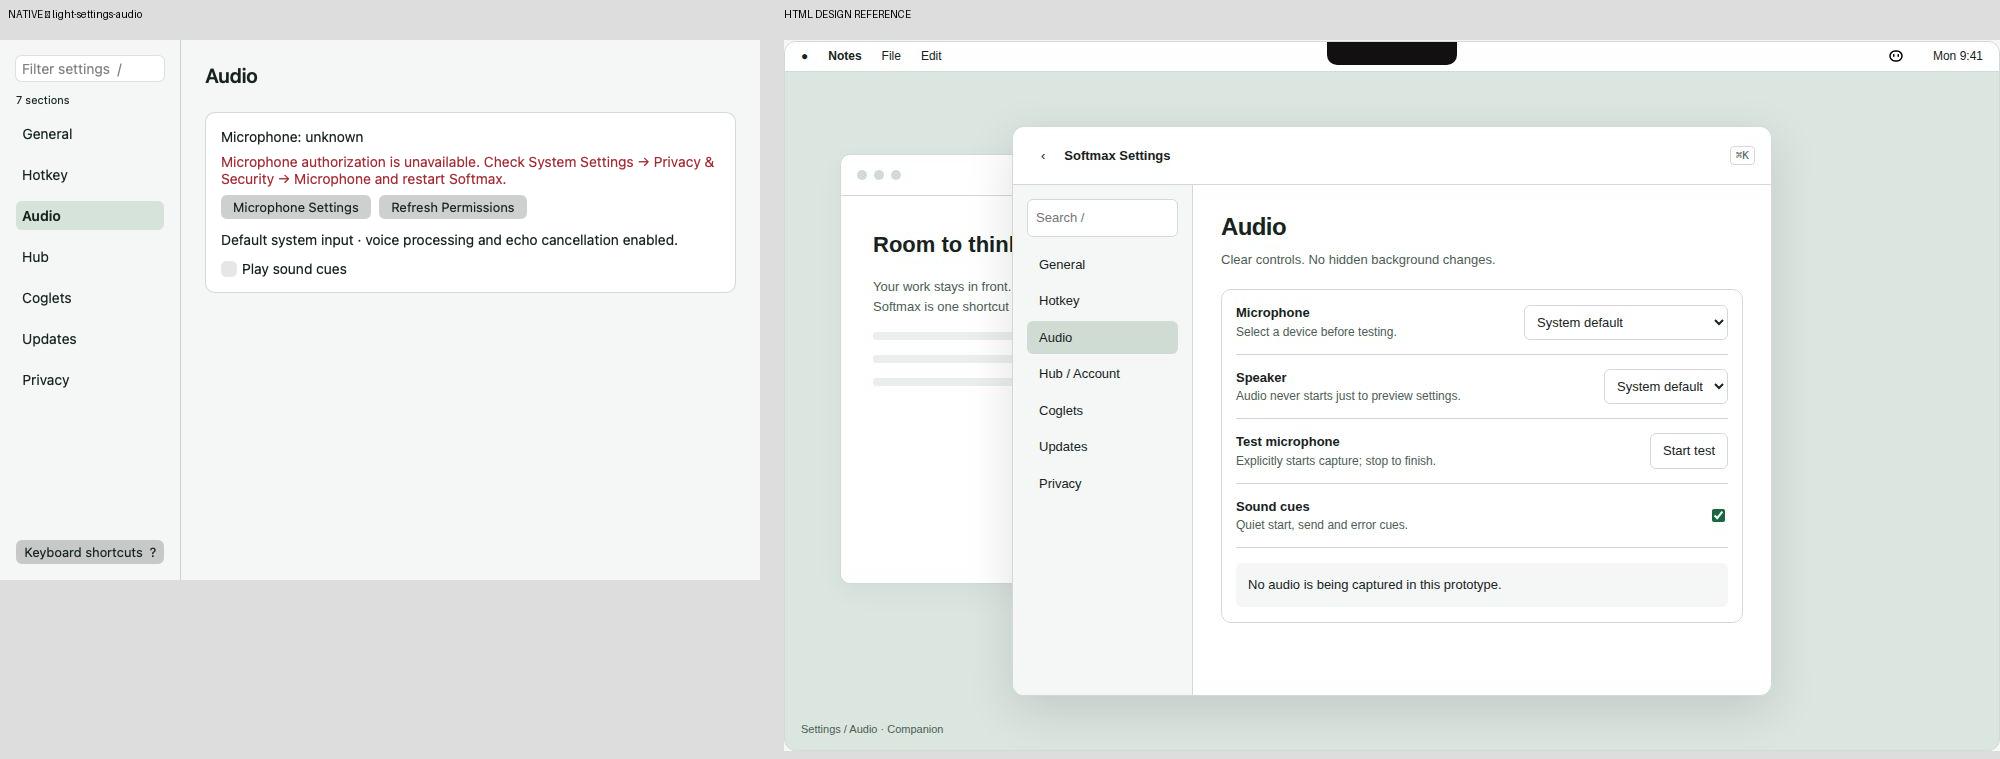 NATIVE light-settings-audio
Filter settings /
7 sections
General
Hotkey
Audio
Hub
Coglets
Updates
Privacy
Keyboard shortcuts ?
Audio
Microphone: unknown
Microphone authorization is unavailable. Check System Settings → Privacy &
Security → Microphone and restart Softmax.
Microphone Settings
Refresh Permissions
Default system input · voice processing and echo cancellation enabled.
Play sound cues
HTML DESIGN REFERENCE
Notes File Edit
Mon 9:41
Room to thin
Your work stays in front.
Softmax is one shortcut
‹ Softmax Settings
⌘K
Search /
General
Hotkey
Audio
Hub / Account
Coglets
Updates
Privacy
Audio
Clear controls. No hidden background changes.
Microphone
Select a device before testing.
System default
Speaker
Audio never starts just to preview settings.
System default
Test microphone
Explicitly starts capture; stop to finish.
Start test
Sound cues
Quiet start, send and error cues.
No audio is being captured in this prototype.
Settings / Audio · Companion